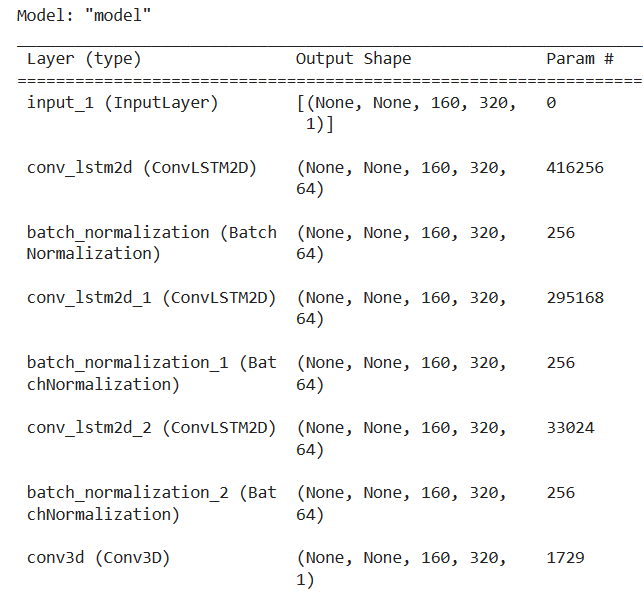 Model: "model"
_________________________________________________________________
Layer (type) Output Shape Param #
=================================================================
input_1 (InputLayer) [(None, None, 160, 320, 0
1)]
conv_lstm2d (ConvLSTM2D) (None, None, 160, 320, 416256
64)
batch_normalization (Batch (None, None, 160, 320, 256
Normalization) 64)
conv_lstm2d_1 (ConvLSTM2D) (None, None, 160, 320, 295168
64)
batch_normalization_1 (Bat (None, None, 160, 320, 256
chNormalization) 64)
conv_lstm2d_2 (ConvLSTM2D) (None, None, 160, 320, 33024
64)
batch_normalization_2 (Bat (None, None, 160, 320, 256
chNormalization) 64)
conv3d (Conv3D) (None, None, 160, 320, 1729
1)